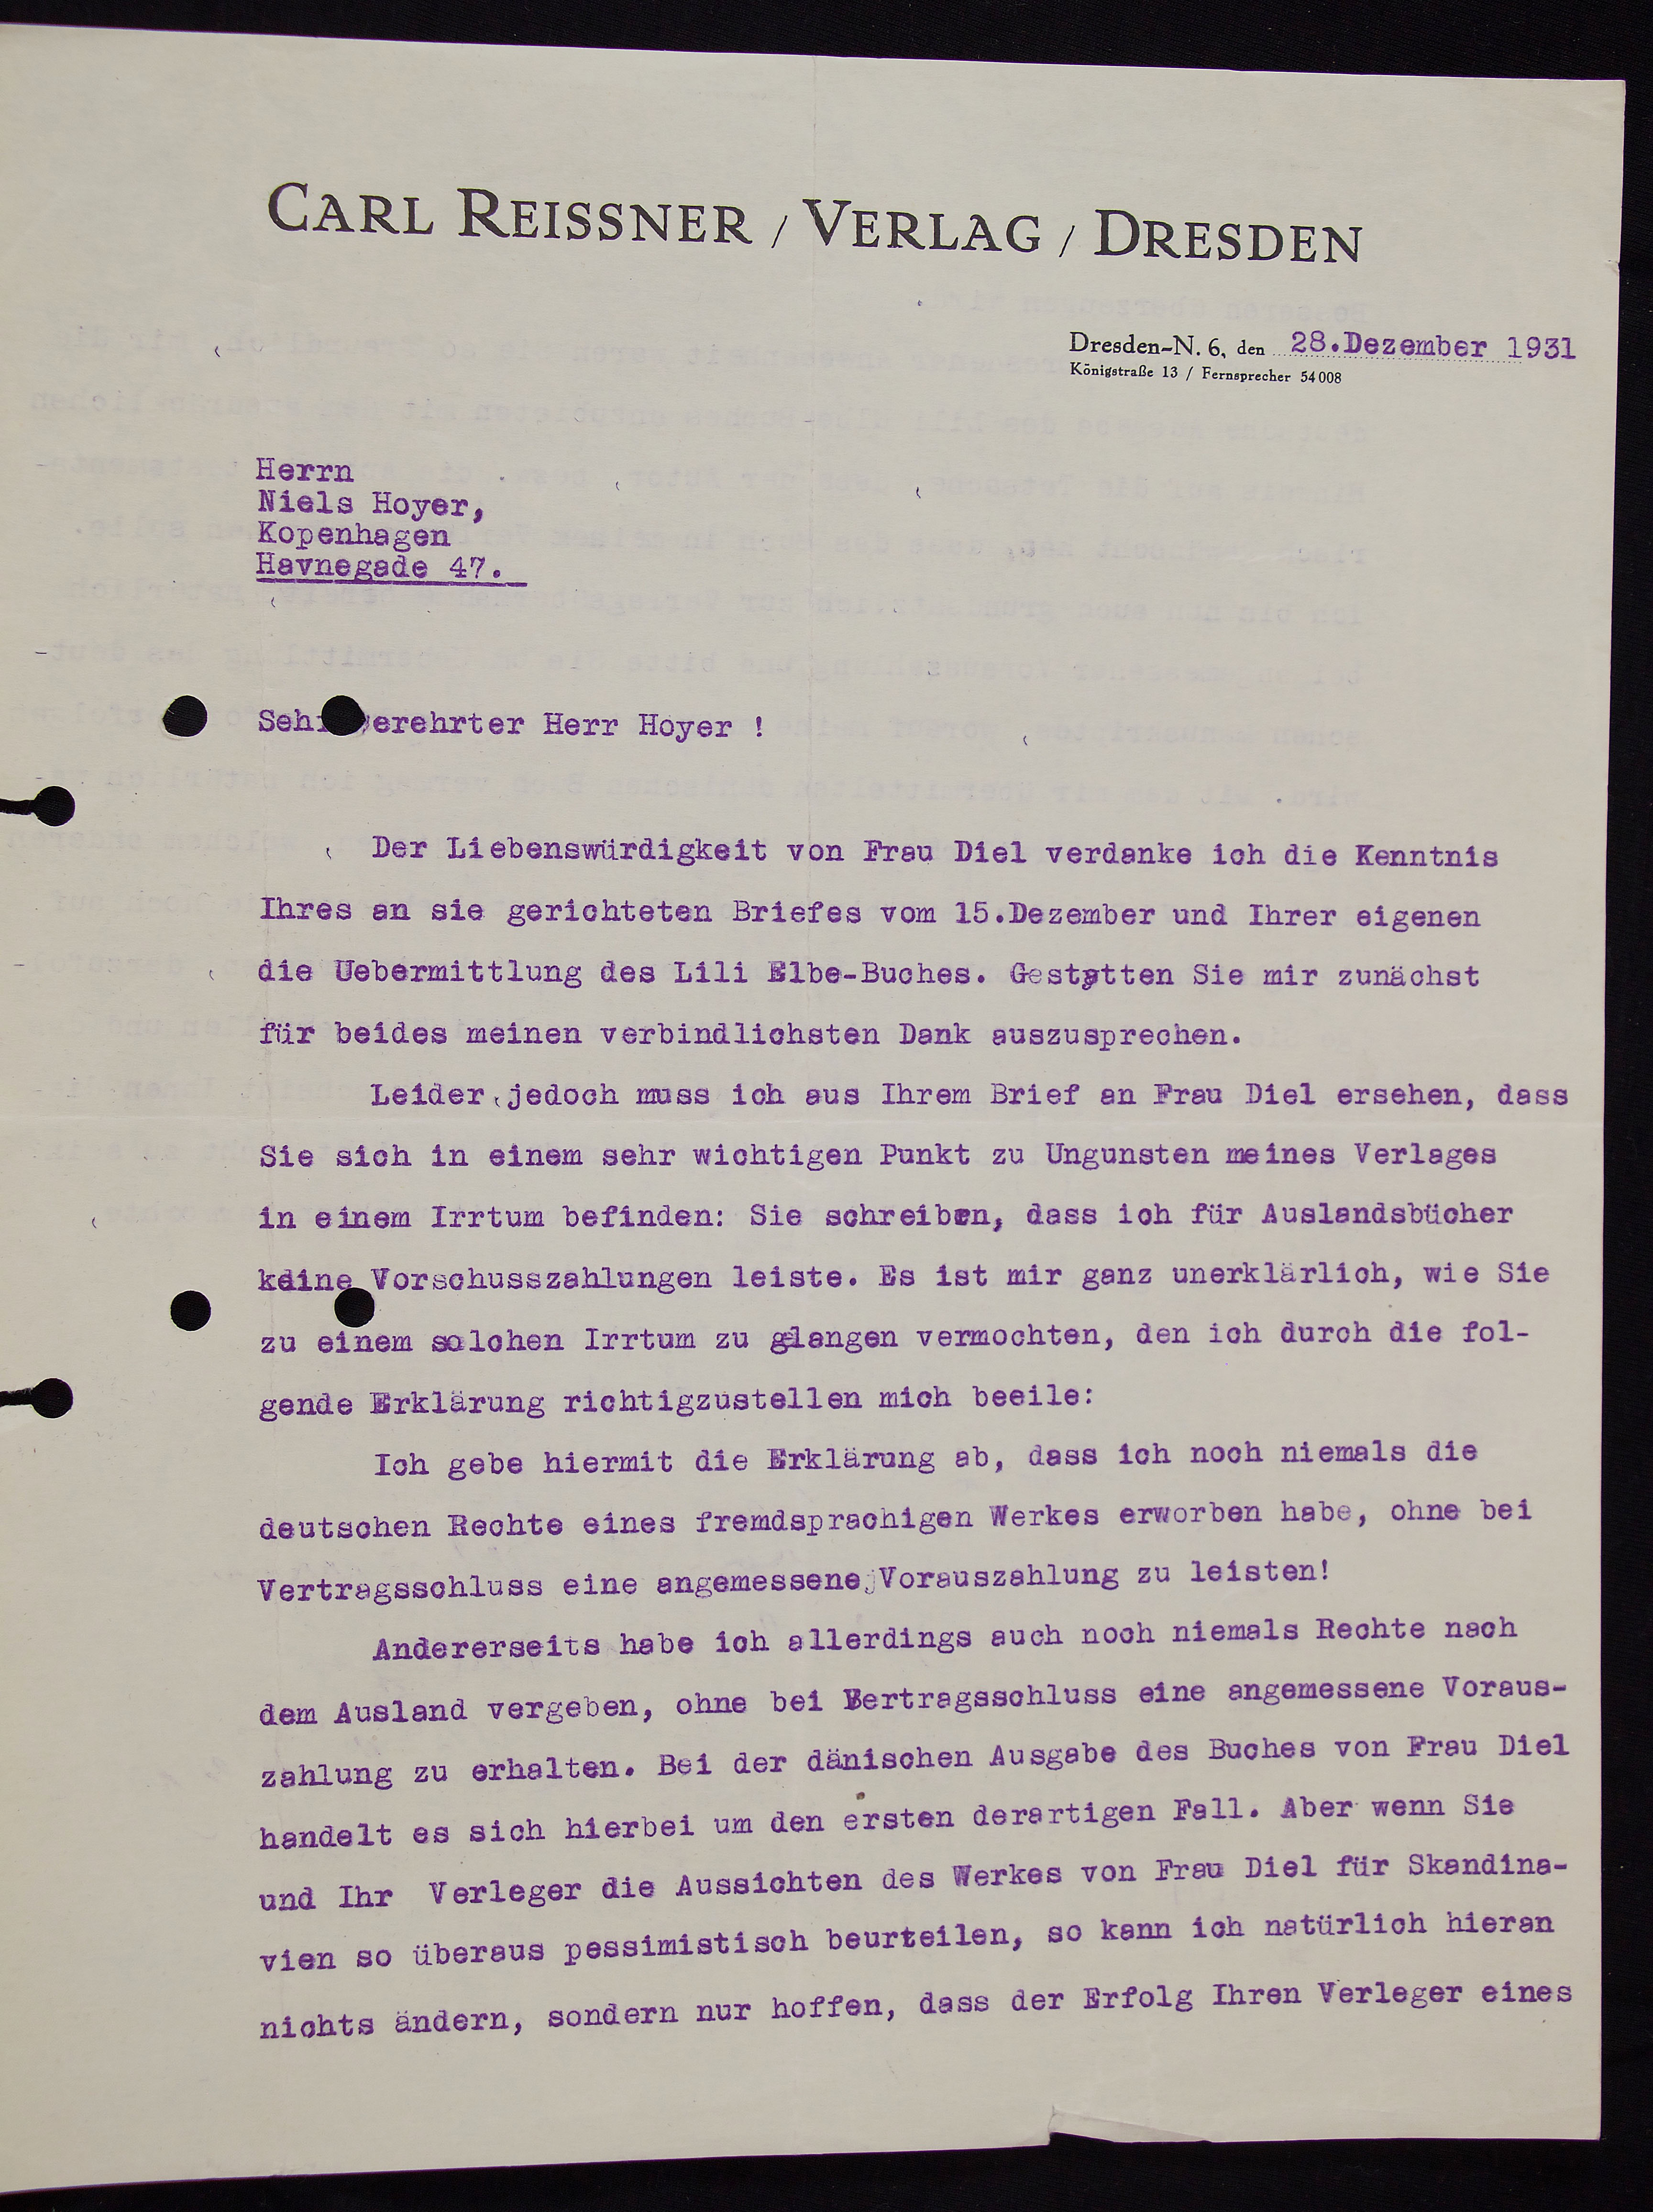 CARL REISSNER / VERLAG / DRESDEN
Dresden-N. 6, den 28.Dezember 1931
Königstraße 13 / Fernsprecher 54008
Herrn
Niels Hoyer,
Kopenhagen
Havnegade 47.
Sehr verehrter Herr Hoyer !
Der Liebenswürdigkeit von Frau Diel verdanke ich die Kenntnis
Ihres an sie gerichteten Briefes vom 15.Dezember und Ihrer eigenen
die Uebermittlung des Lili Elbe-Buches. Gestatten Sie mir zunächst
für beides meinen verbindlichsten Dank auszusprechen.
Leider jedoch muss ich aus Ihrem Brief an Frau Diel ersehen, dass
Sie sich in einem sehr wichtigen Punkt zu Ungunsten meines Verlages
in einem Irrtum befinden: Sie schreiben, dass ich für Auslandsbücher
keine Vorschusszahlungen leiste. Es ist mir ganz unerklärlich, wie Sie
zu einem solchen Irrtum zu glangen vermochten, den ich durch die fol-
gende Erklärung richtigzustellen mich beeile:
Ich gebe hiermit die Erklärung ab, dass ich noch niemals die
deutschen Rechte eines fremdsprachigen Werkes erworben habe, ohne bei
Vertragsschluss eine angemessene Vorauszahlung zu leisten!
Andererseits habe ich allerdings auch noch niemals Rechte nach
dem Ausland vergeben, ohne bei Vertragsschluss eine angemessene Voraus-
zahlung zu erhalten. Bei der dänischen Ausgabe des Buches von Frau Diel
handelt es sich hierbei um den ersten derartigen Fall. Aber wenn Sie
und Ihr Verleger die Aussichten des Werkes von Frau Diel für Skandina-
vien so überaus pessimistisch beurteilen, so kann ich natürlich hieran
nichts ändern, sondern nur hoffen, dass der Erfolg Ihren Verleger eines